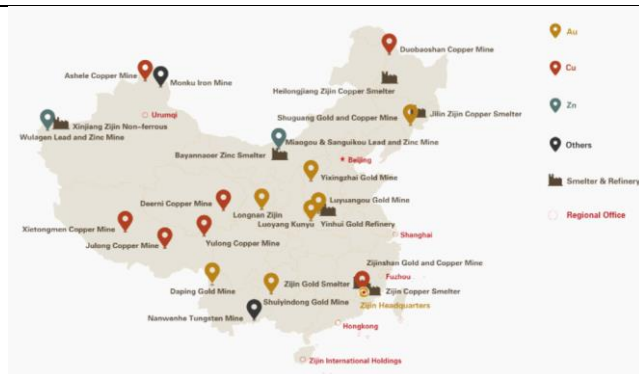 Duobaoshan Copper Mine
Au
Ashele Copper Mine
Monku Iron Mine
Cu
Heilongjiang Zijin Copper Smelter
Urumqi
Shuguang Gold and Copper Mine
Jilin Zijin Copper Smelter
Zn
Xinjiang Zijin Non-ferrous
Wulagen Lead and Zinc Mine
Miaogou & Sanguikou Lead and Zinc Mine
Bayannaoer Zinc Smelter
Beijing
Others
Yixingzhai Gold Mine
Smelter & Refinery
Deerni Copper Mine
Longnan Zijin
Luyuangou Gold Mine
Xietongmen Copper Mine
Luoyang Kunyu
Yinhui Gold Refinery
Regional Office
Julong Copper Mine
Yulong Copper Mine
Shanghai
Zijinshan Gold and Copper Mine
Daping Gold Mine
Zijin Gold Smelter
Fuzhou
Shuiyindong Gold Mine
Zijin Copper Smelter
Zijin Headquarters
Nanwenhe Tungsten Mine
Hongkong
Zijin International Holdings